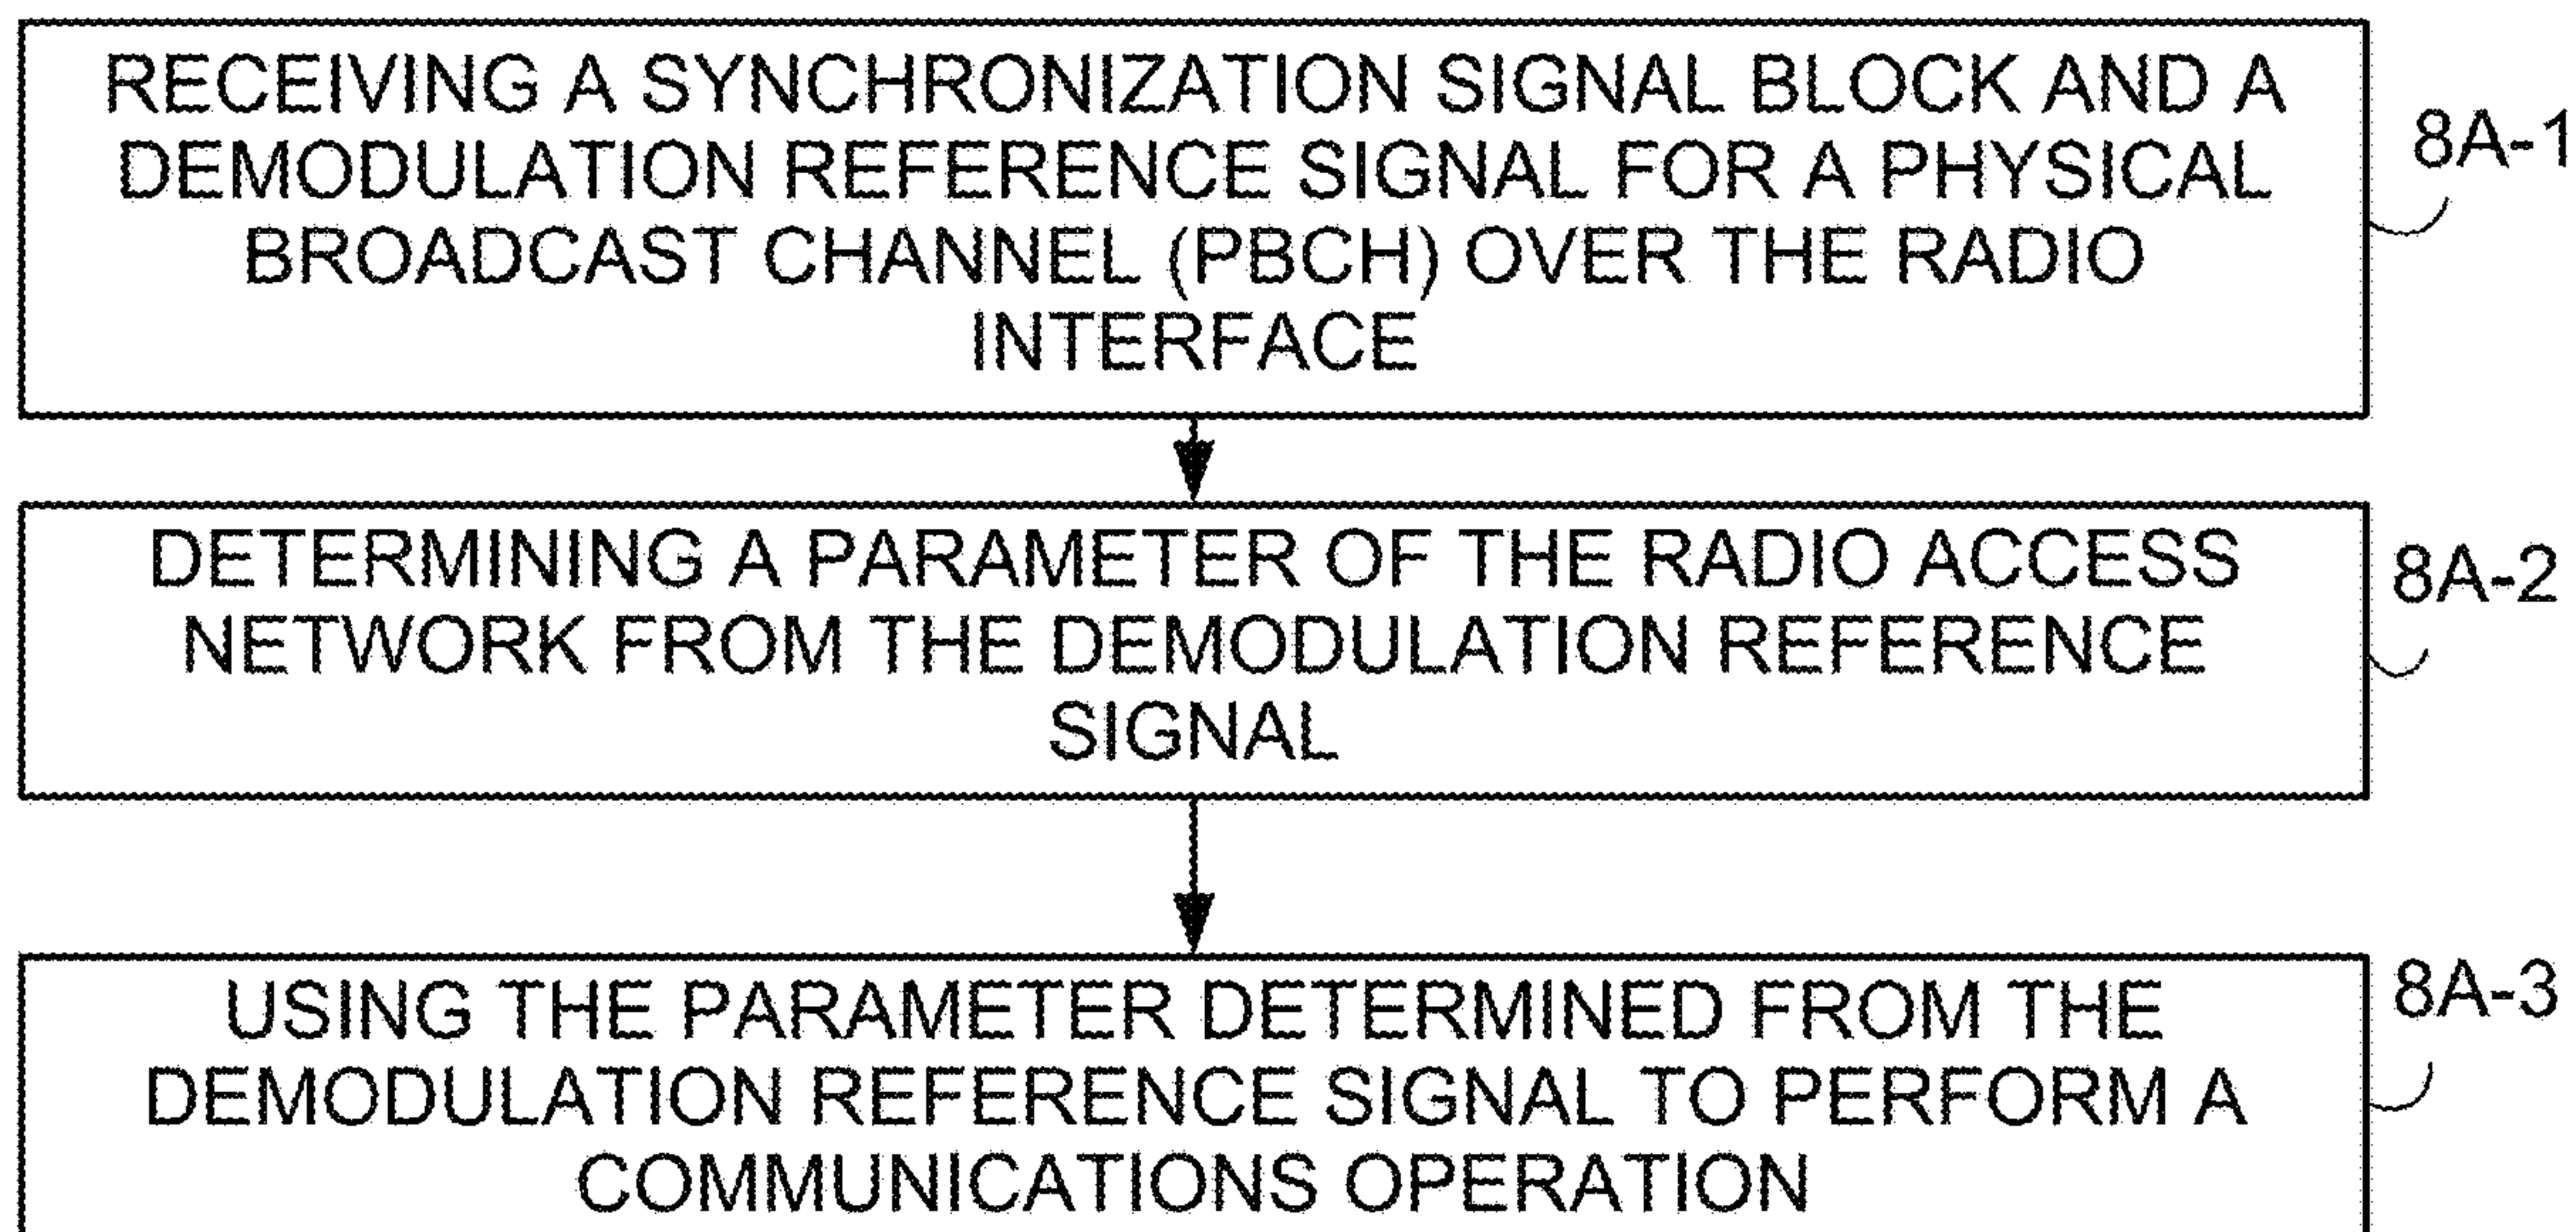 RECEIVING A SYNCHRONIZATION SIGNAL BLOCK AND A
DEMODULATION REFERENCE SIGNAL FOR A PHYSICAL
BROADCAST CHANNEL (PBCH) OVER THE RADIO
INTERFACE
8A-1
DETERMINING A PARAMETER OF THE RADIO ACCESS
NETWORK FROM THE DEMODULATION REFERENCE
SIGNAL
8A-2
USING THE PARAMETER DETERMINED FROM THE
DEMODULATION REFERENCE SIGNAL TO PERFORM A
COMMUNICATIONS OPERATION
8A-3